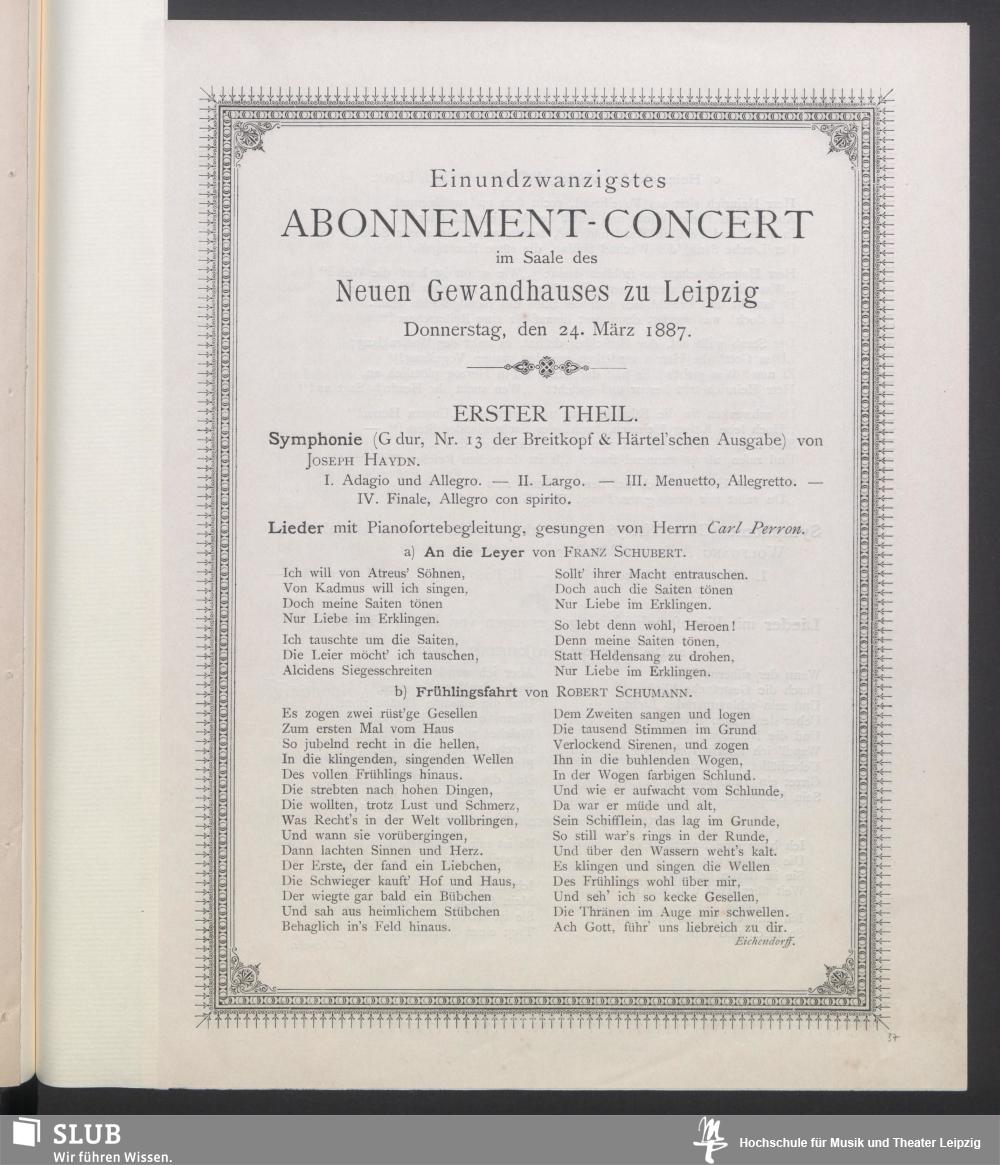 Einundzwanzigstes
ABONNEMENT-CONCERT
im Saale des
Neuen Gewandhauses zu Leipzig
Donnerstag, den 24. März 1887.
ERSTER THEIL.
Symphonie (G dur, Nr. 13 der Breitkopf & Härtel'schen Ausgabe) von
JOSEPH HAYDN.
I. Adagio und Allegro. — II. Largo. — III. Menuetto, Allegretto. —
IV. Finale, Allegro con spirito.
Lieder mit Pianofortebegleitung, gesungen von Herrn Carl Perron.
a) An die Leyer von FRANZ SCHUBERT.
Ich will von Atreus' Söhnen,
Von Kadmus will ich singen,
Doch meine Saiten tönen
Nur Liebe im Erklingen.
Ich tauschte um die Saiten,
Die Leier möcht' ich tauschen,
Alcidens Siegesschreiten
Sollt' ihrer Macht entrauschen.
Doch auch die Saiten tönen
Nur Liebe im Erklingen.
So lebt denn wohl, Heroen!
Denn meine Saiten tönen,
Statt Heldensang zu drohen,
Nur Liebe im Erklingen.
b) Frühlingsfahrt von ROBERT SCHUMANN.
Es zogen zwei rüst'ge Gesellen
Zum ersten Mal vom Haus
So jubelnd recht in die hellen,
In die klingenden, singenden Wellen
Des vollen Frühlings hinaus.
Die strebten nach hohen Dingen,
Die wollten, trotz Lust und Schmerz,
Was Recht's in der Welt vollbringen,
Und wann sie vorübergingen,
Dann lachten Sinnen und Herz.
Der Erste, der fand ein Liebchen,
Die Schwieger kauft' Hof und Haus,
Der wiegte gar bald ein Bübchen
Und sah aus heimlichem Stübchen
Behaglich in's Feld hinaus.
Dem Zweiten sangen und logen
Die tausend Stimmen im Grund
Verlockend Sirenen, und zogen
Ihn in die buhlenden Wogen,
In der Wogen farbigen Schlund.
Und wie er aufwacht vom Schlunde,
Da war er müde und alt,
Sein Schifflein, das lag im Grunde,
So still war's rings in der Runde,
Und über den Wassern weht's kalt.
Es klingen und singen die Wellen
Des Frühlings wohl über mir,
Und seh' ich so kecke Gesellen,
Die Thränen im Auge mir schwellen.
Ach Gott, führ' uns liebreich zu dir.
Eichendorff.
37
SLUB
Wir führen Wissen.
Hochschule für Musik und Theater Leipzig